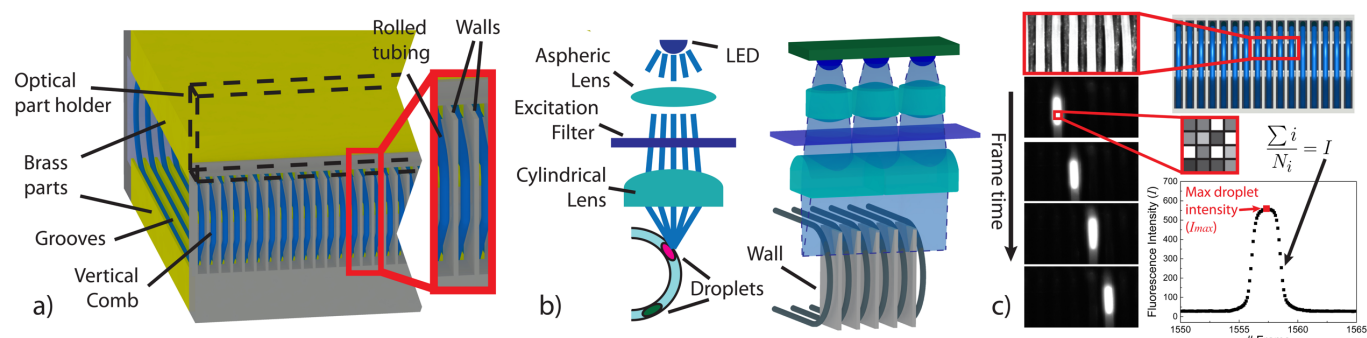 Optical
part holder
Brass
parts
Grooves
Vertical
Comb
Rolled
tubing
Walls
a)
LED
Aspheric
Lens
Excitation
Filter
Cylindrical
Lens
Droplets
Wall
b)
Frame time
c)
∑ i
N_i
= I
Max droplet
intensity
(Imax)
Fluorescence Intensity (I)
700
600
500
400
300
200
100
0
1550 1555 1560 1565